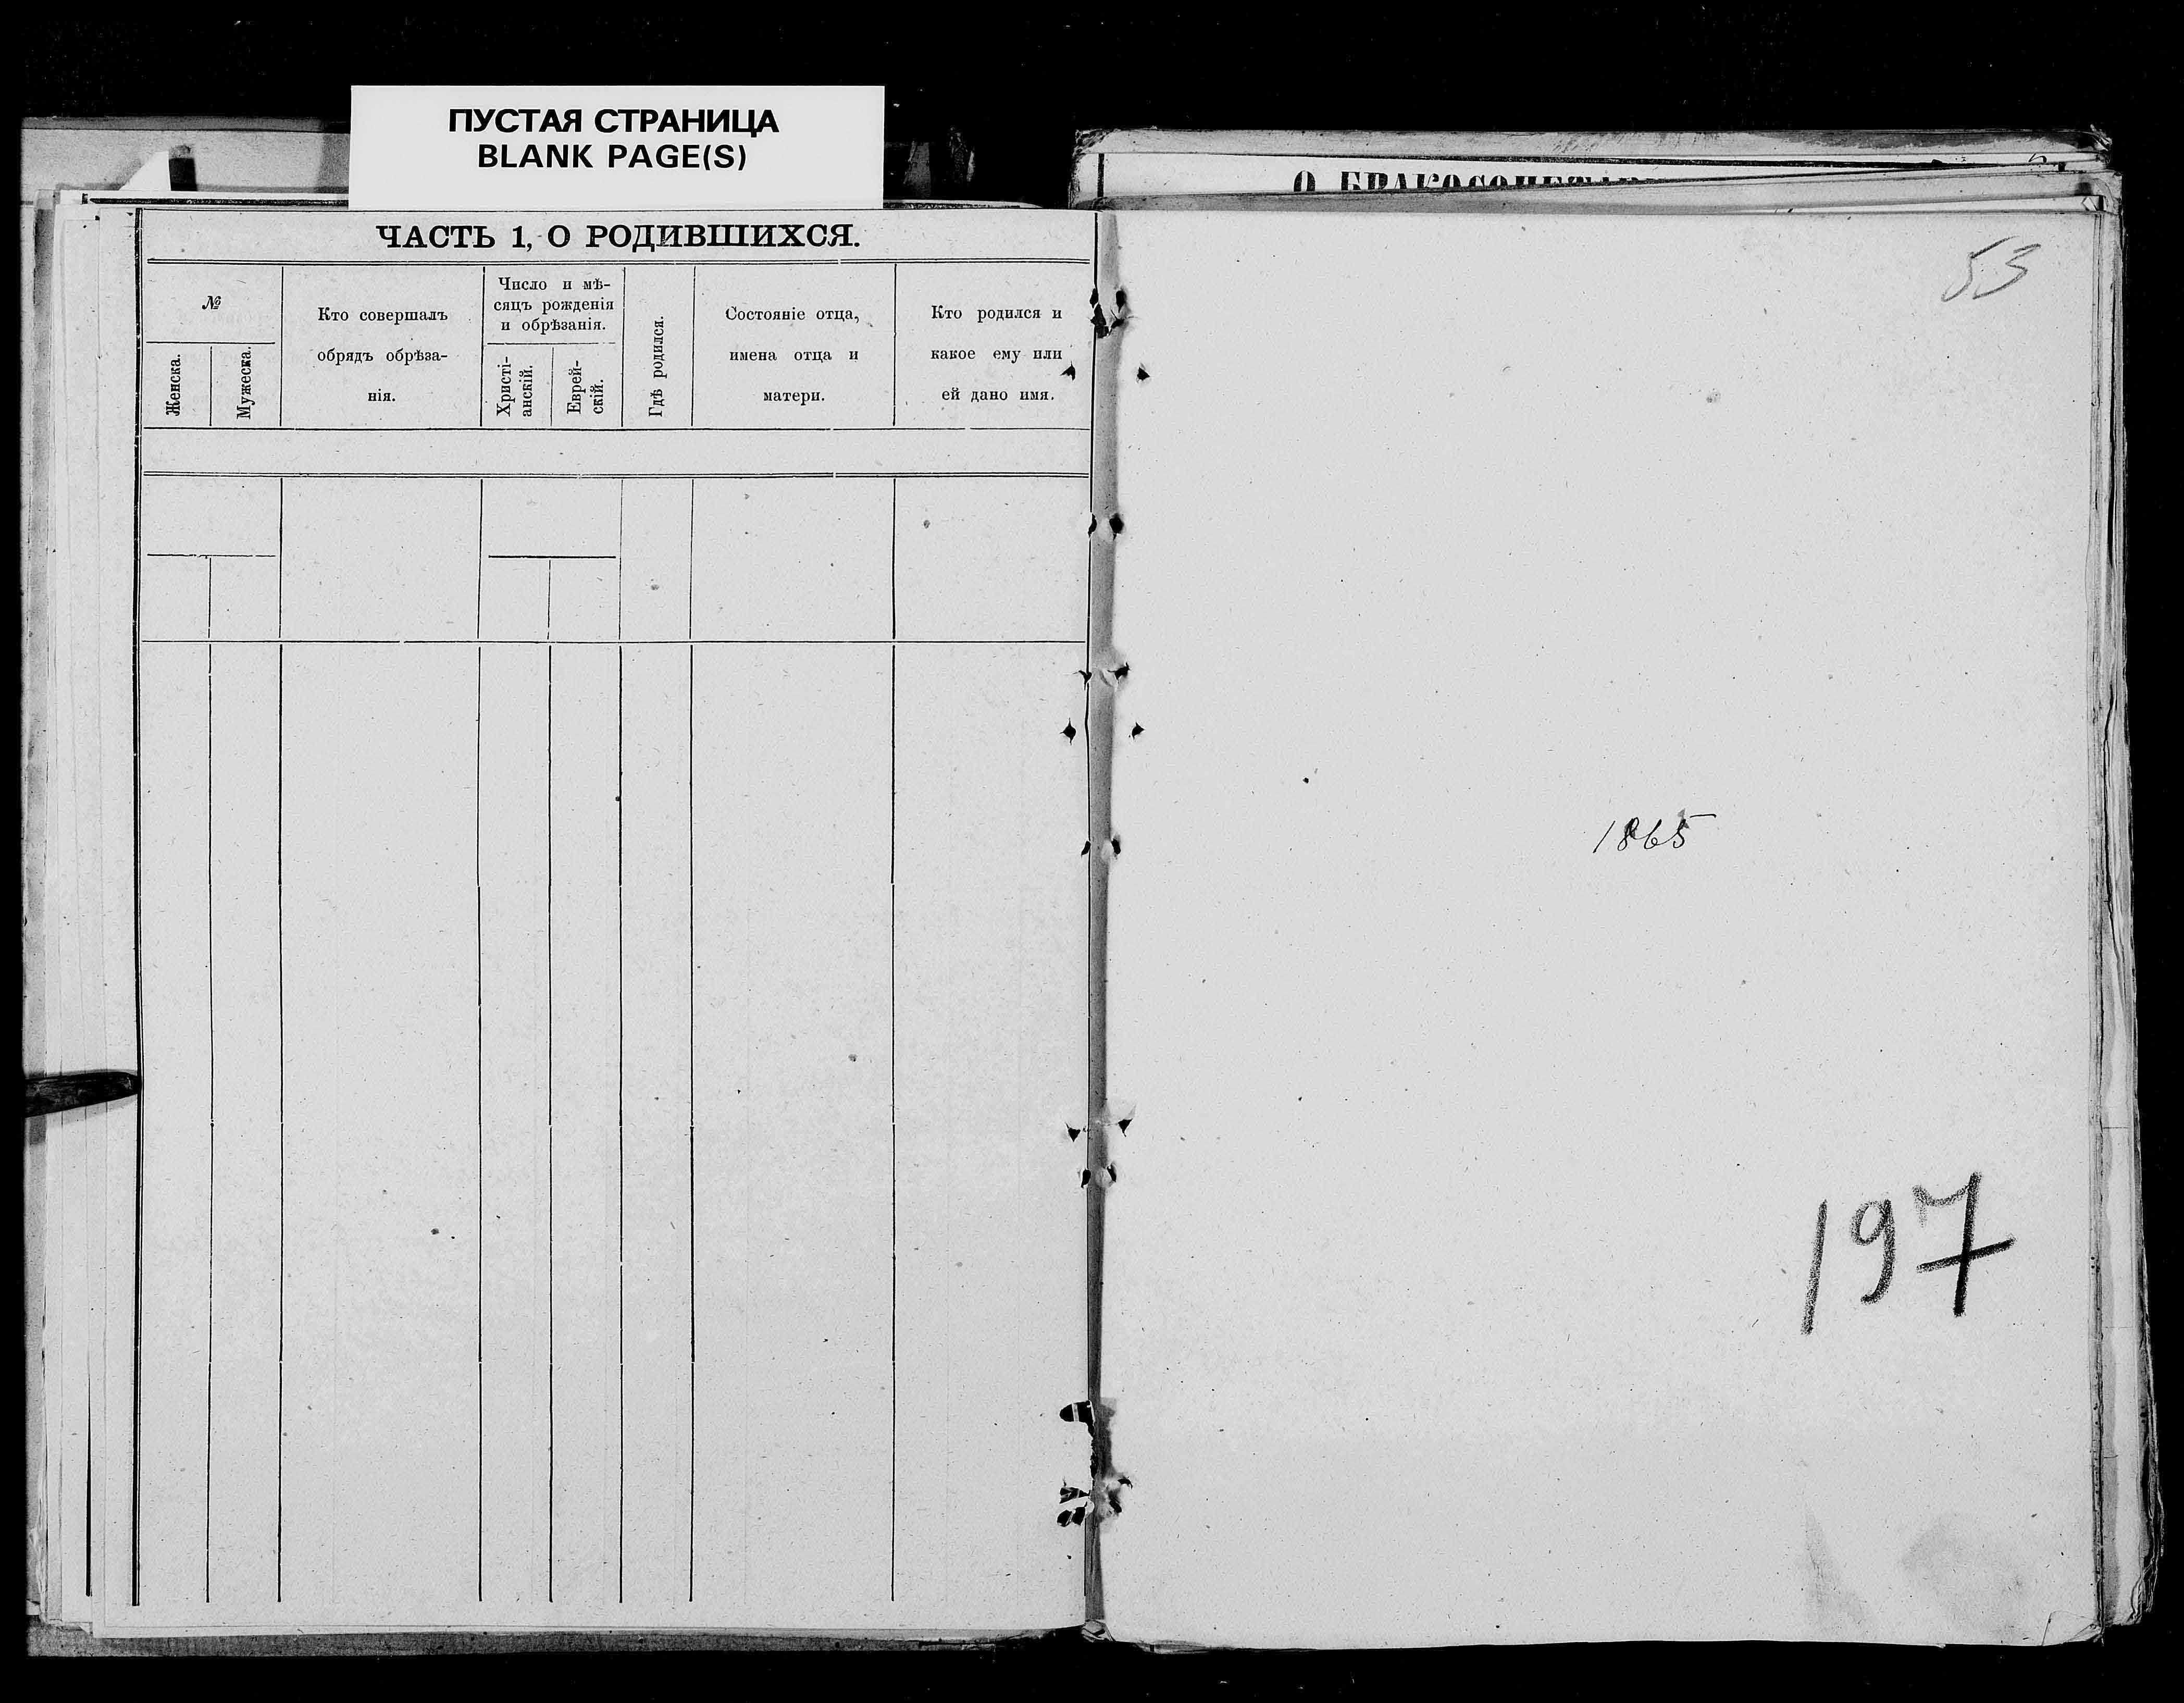 ПУСТАЯ СТРАНИЦА
BLANK PAGE(S)
ЧАСТЬ 1, О РОДИВШИХСЯ.
№
Женска.
Мужеска.
Кто совершалъ
обрядъ обрѣза-
нія.
Число и мѣ-
сяцъ рожденія
и обрѣзанія.
Христі-
анскій.
Еврей-
скій.
Гдѣ родился.
Состояніе отца,
имена отца и
матери.
Кто родился и
какое ему или
ей дано имя.
О
53
1865
197